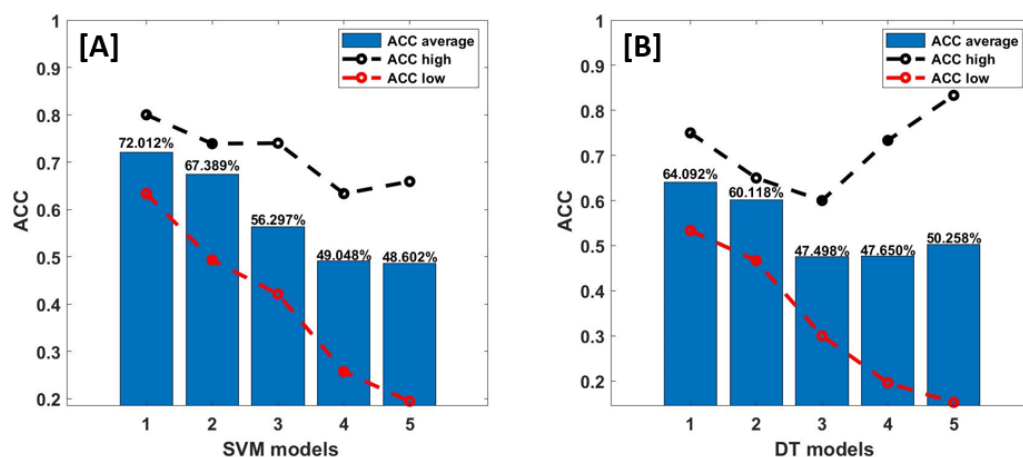 [A]
ACC average
ACC high
ACC low
1
0.9
0.8
0.7
0.6
0.5
0.4
0.3
0.2
ACC
72.012%
67.389%
56.297%
49.048%
48.602%
1 2 3 4 5
SVM models
[B]
ACC average
ACC high
ACC low
1
0.9
0.8
0.7
0.6
0.5
0.4
0.3
0.2
ACC
64.092%
60.118%
47.498%
47.650%
50.258%
1 2 3 4 5
DT models